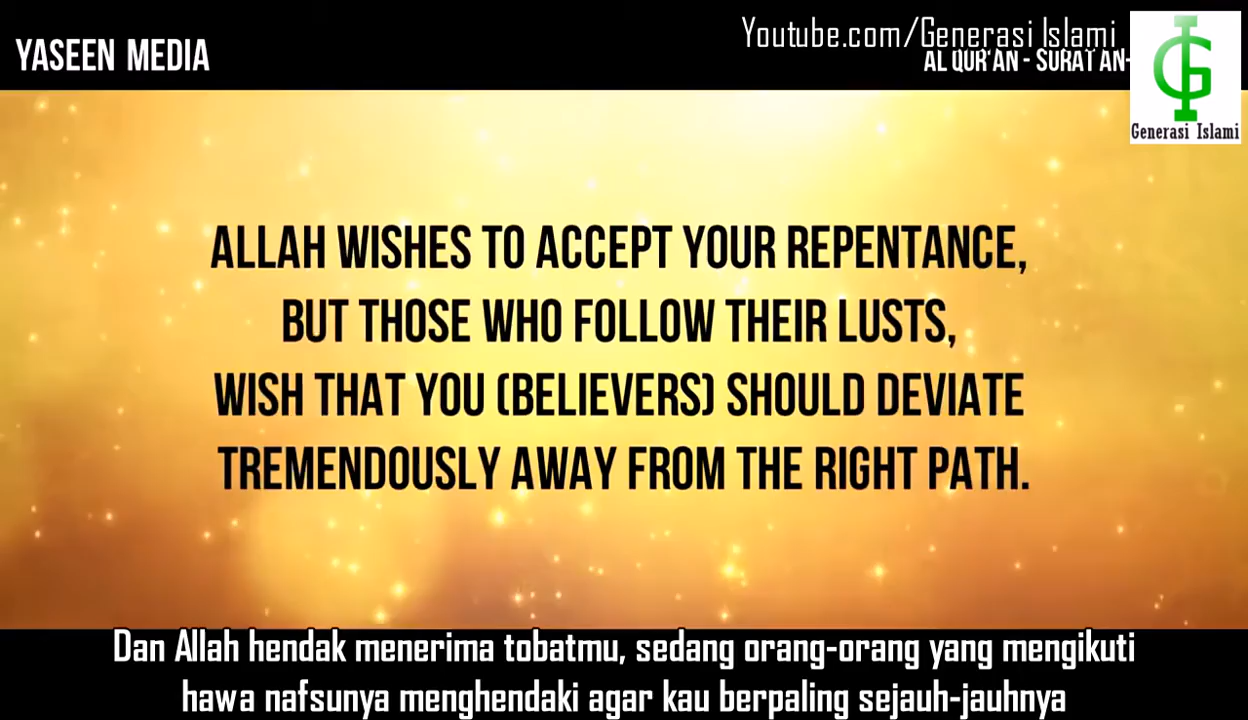 YASEEN MEDIA
Youtube.com/Generasi Islami
AL QUR'AN - SURAT AN-
Generasi Islami
ALLAH WISHES TO ACCEPT YOUR REPENTANCE,
BUT THOSE WHO FOLLOW THEIR LUSTS,
WISH THAT YOU (BELIEVERS) SHOULD DEVIATE
TREMENDOUSLY AWAY FROM THE RIGHT PATH.
Dan Allah hendak menerima tobatmu, sedang orang-orang yang mengikuti
hawa nafsunya menghendaki agar kau berpaling sejauh-jauhnya